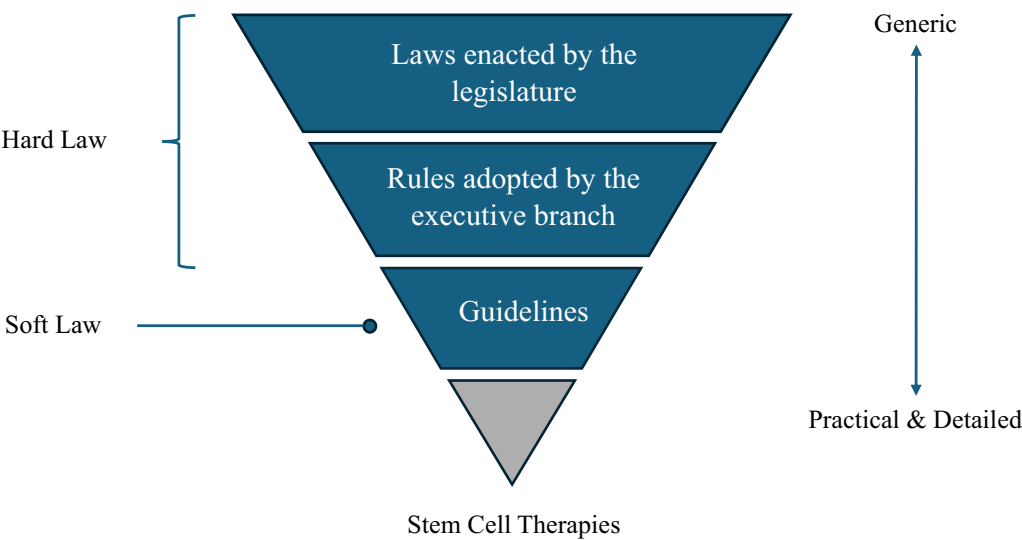 Generic
Laws enacted by the
legislature
Hard Law
Rules adopted by the
executive branch
Guidelines
Soft Law
Practical & Detailed
Stem Cell Therapies